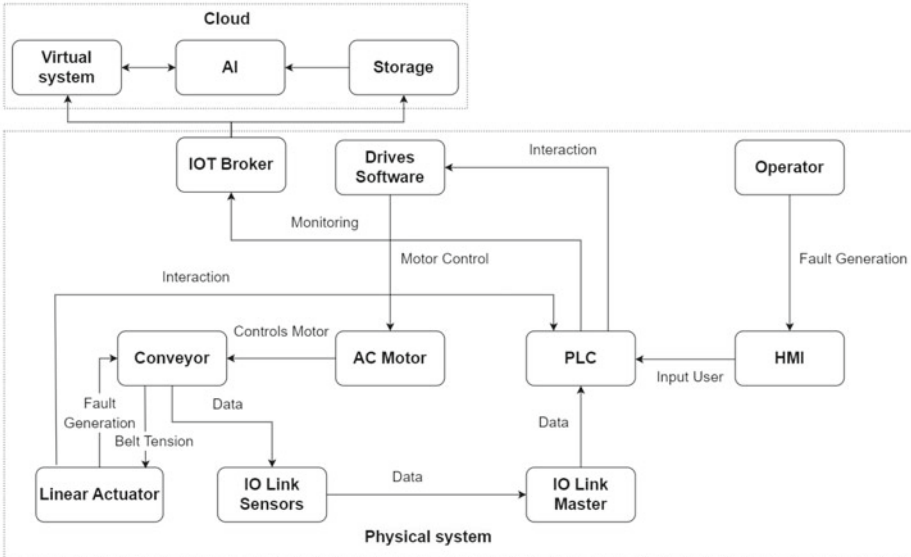 Cloud
Virtual
system
AI
Storage
IOT Broker
Drives
Software
Interaction
Operator
Monitoring
Motor Control
Fault Generation
Interaction
Controls Motor
Conveyor
AC Motor
PLC
HMI
Input User
Fault
Generation
Data
Belt Tension
Data
Linear Actuator
IO Link
Sensors
Data
IO Link
Master
Physical system